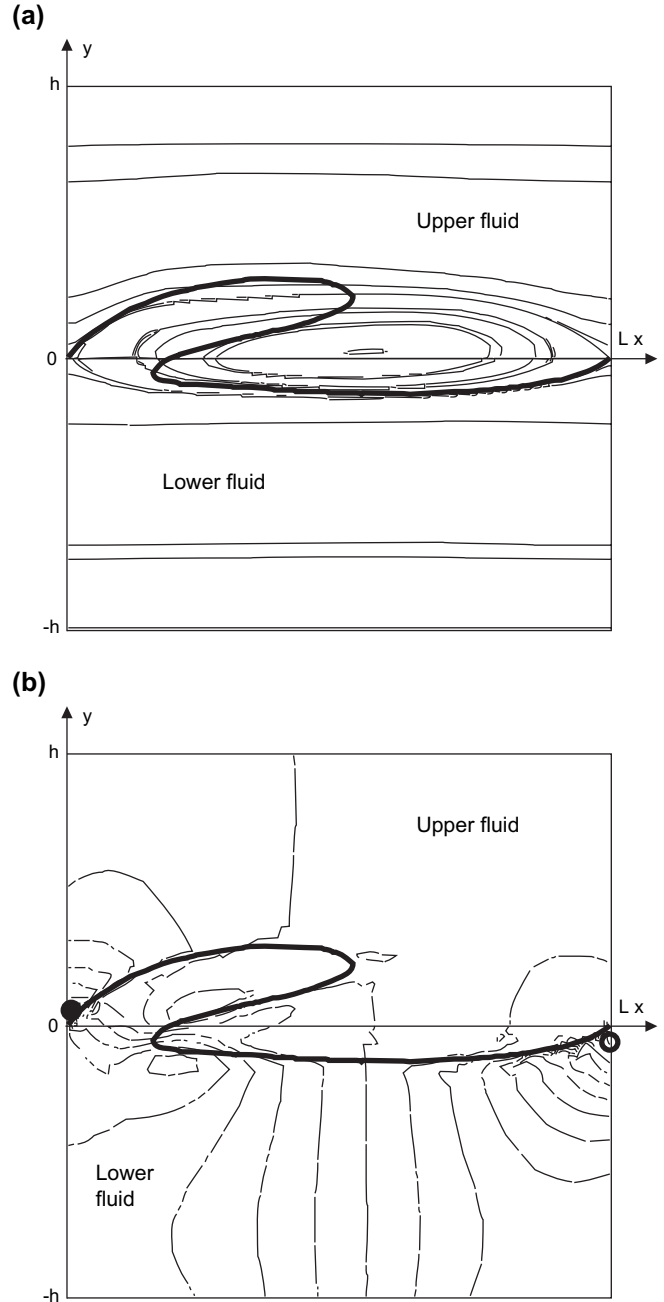 (a)
y
h
Upper fluid
L x
0
Lower fluid
-h
(b)
y
h
Upper fluid
L x
0
Lower
fluid
-h